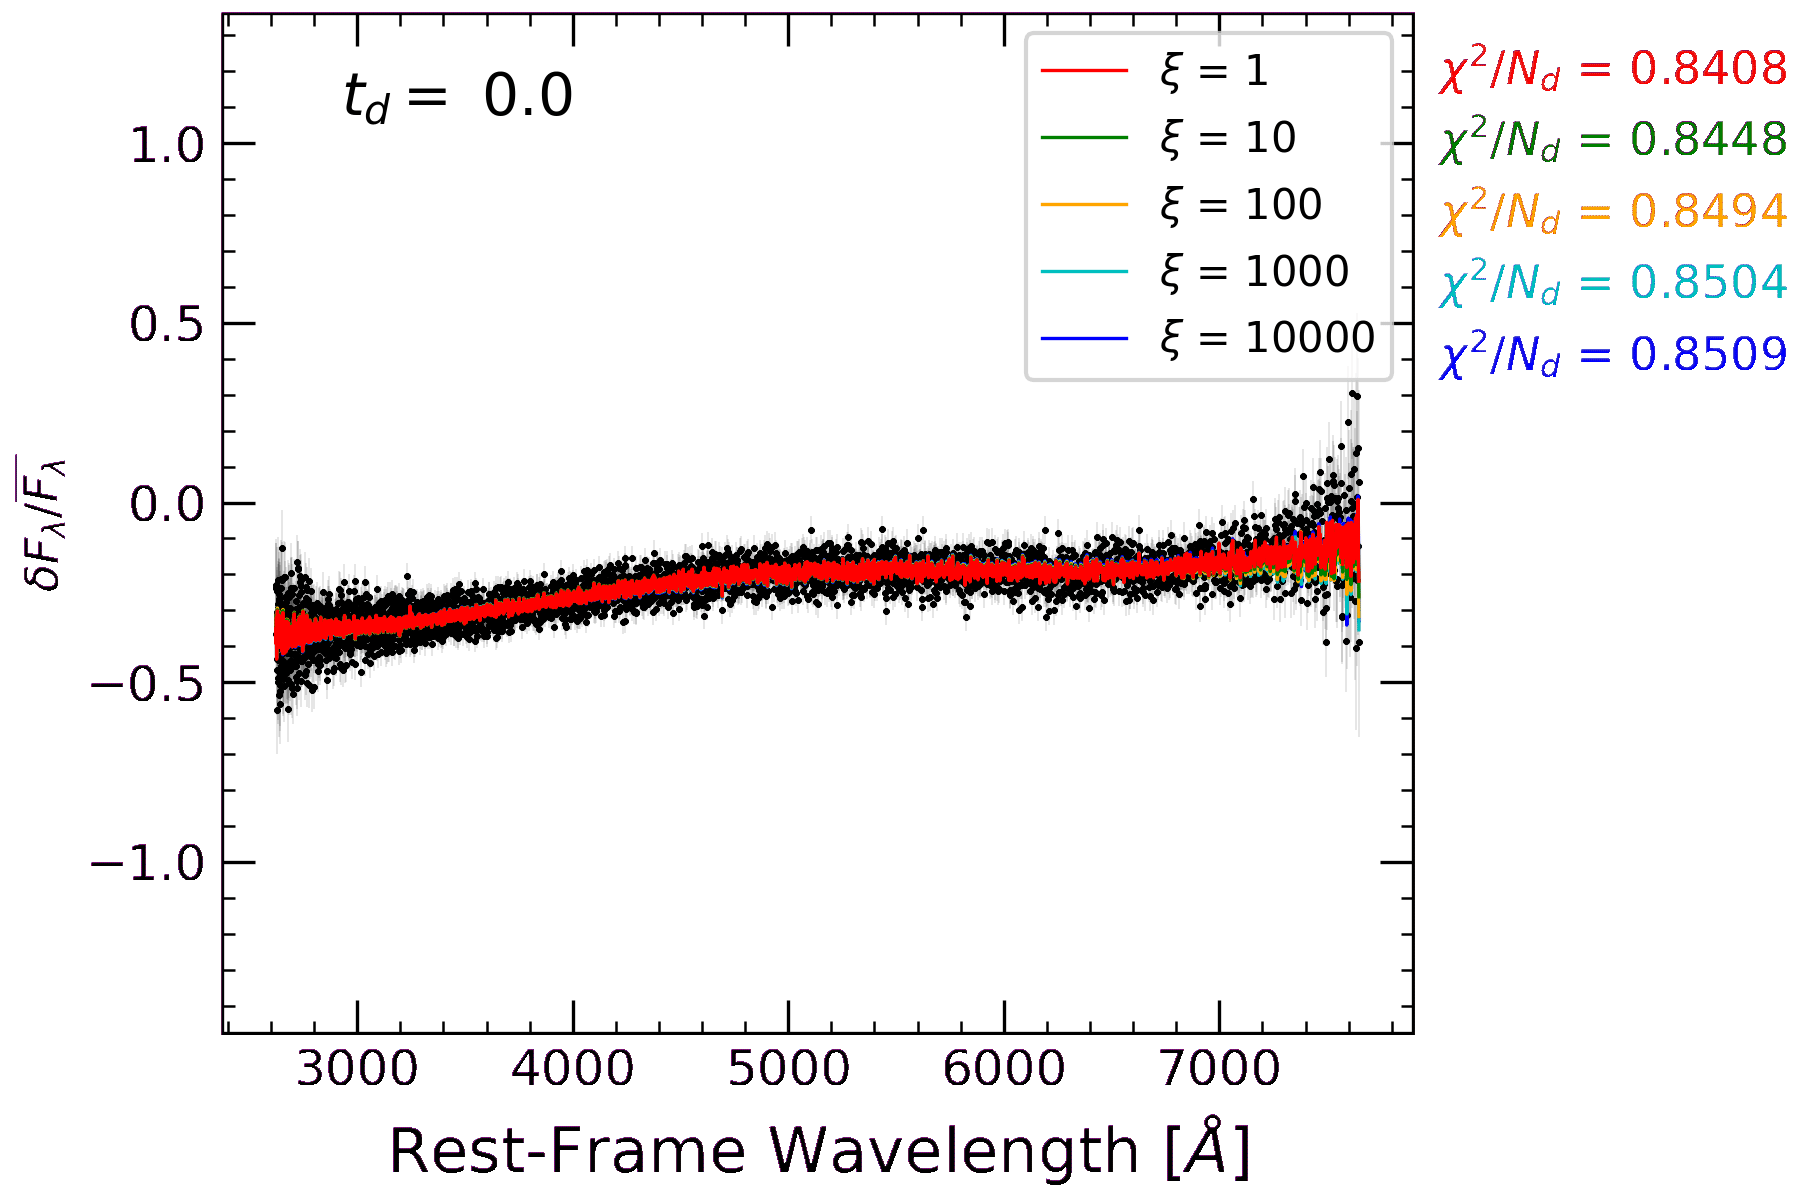 t_d = 0.0
ξ = 1
ξ = 10
ξ = 100
ξ = 1000
ξ = 10000
χ²/N_d = 0.8408
χ²/N_d = 0.8448
χ²/N_d = 0.8494
χ²/N_d = 0.8504
χ²/N_d = 0.8509
1.0
0.5
0.0
−0.5
−1.0
δF_λ/F̅_λ
3000 4000 5000 6000 7000
Rest-Frame Wavelength [Å]